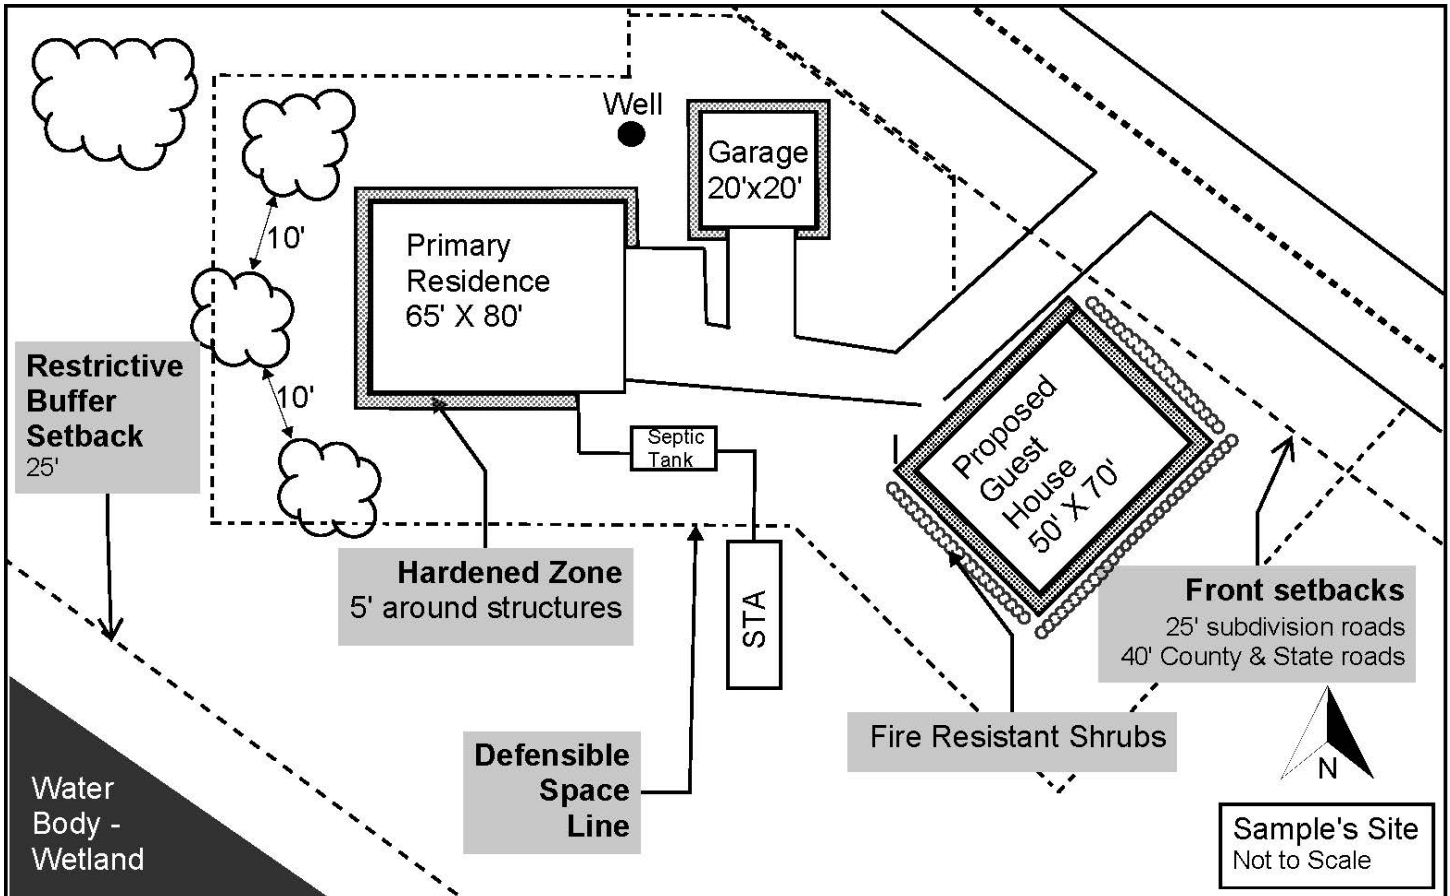 Well
Garage
20'x20'
10'
Primary
Residence
65' X 80'
Restrictive
Buffer
Setback
25'
10'
Septic
Tank
Proposed
Guest
House
50' X 70'
Hardened Zone
5' around structures
STA
Front setbacks
25' subdivision roads
40' County & State roads
Fire Resistant Shrubs
Defensible
Space
Line
N
Water
Body -
Wetland
Sample's Site
Not to Scale